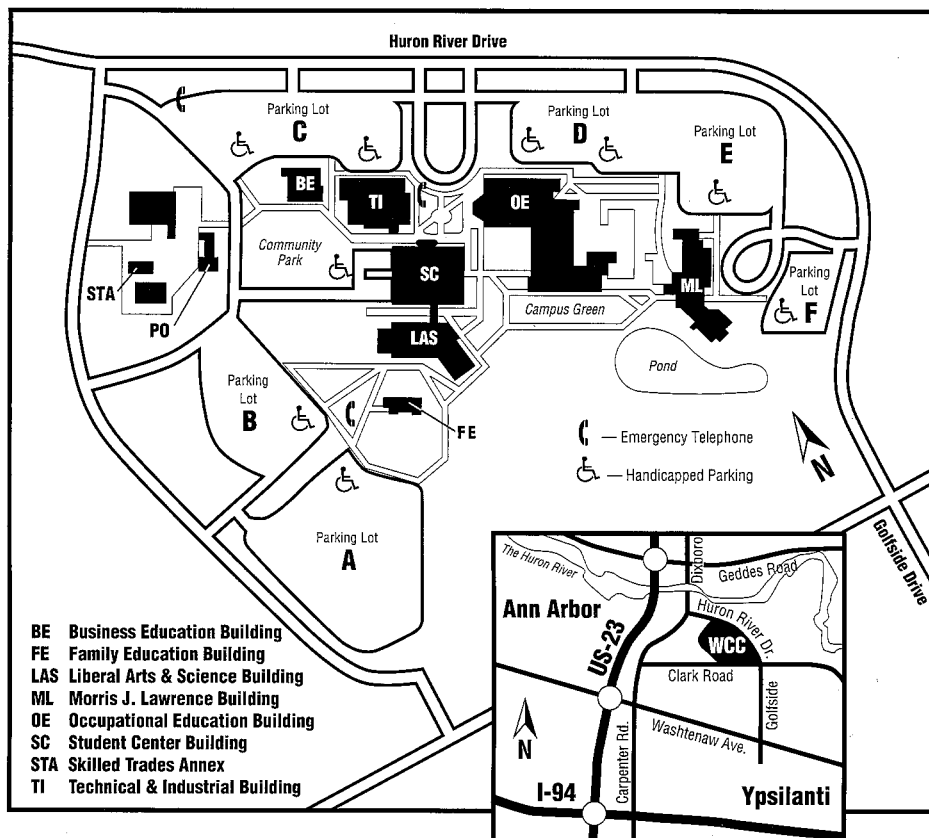 Huron River Drive
Parking Lot
C
Parking Lot
D
Parking Lot
E
BE
TI
OE
Community
Park
SC
ML
Parking
Lot
F
STA
PO
LAS
Campus Green
Pond
Parking
Lot
B
FE
— Emergency Telephone
— Handicapped Parking
N
Parking Lot
A
Golfside Drive
BE Business Education Building
FE Family Education Building
LAS Liberal Arts & Science Building
ML Morris J. Lawrence Building
OE Occupational Education Building
SC Student Center Building
STA Skilled Trades Annex
TI Technical & Industrial Building
The Huron River
Dixboro
Geddes Road
Ann Arbor
US-23
Huron River Dr.
WCC
Clark Road
Golfside
N
Carpenter Rd.
Washtenaw Ave.
I-94
Ypsilanti